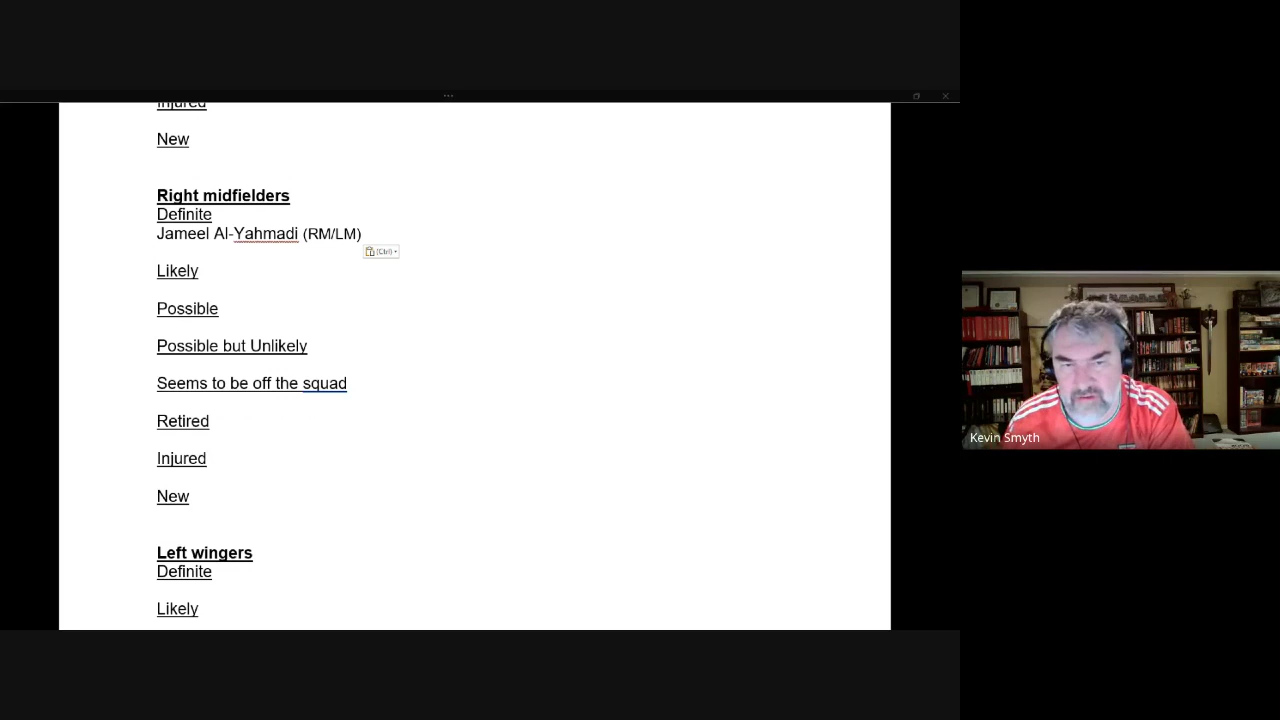 Injured
New
Right midfielders
Definite
Jameel Al-Yahmadi (RM/LM)
(Ctrl)
Likely
Possible
Possible but Unlikely
Seems to be off the squad
Retired
Injured
New
Left wingers
Definite
Likely
Kevin Smyth